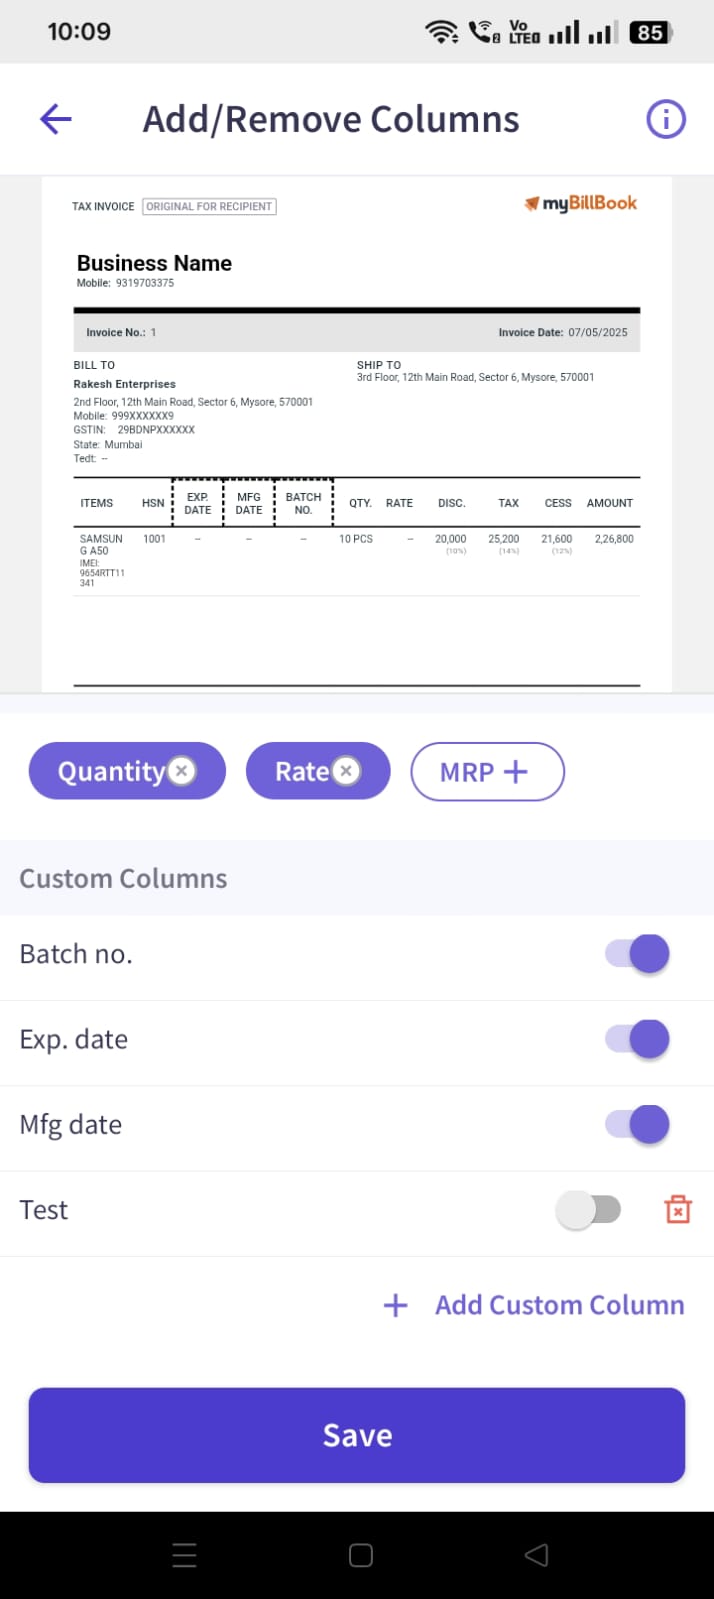 10:09
2 Vo LTE 85
Add/Remove Columns
TAX INVOICE ORIGINAL FOR RECIPIENT myBillBook
Business Name
Mobile: 9319703375
Invoice No.: 1 Invoice Date: 07/05/2025
BILL TO
Rakesh Enterprises
2nd Floor, 12th Main Road, Sector 6, Mysore, 570001
Mobile: 999XXXXXX9
GSTIN: 29BDNPXXXXXX
State: Mumbai
Tedt: --
SHIP TO
3rd Floor, 12th Main Road, Sector 6, Mysore, 570001
ITEMS HSN EXP. DATE MFG DATE BATCH NO. QTY. RATE DISC. TAX CESS AMOUNT
SAMSUN 1001 -- -- -- 10 PCS -- 20,000 25,200 21,600 2,26,800
G A50 (10%) (14%) (12%)
IMEI:
9654RTT11
341
Quantity Rate MRP +
Custom Columns
Batch no.
Exp. date
Mfg date
Test
+ Add Custom Column
Save